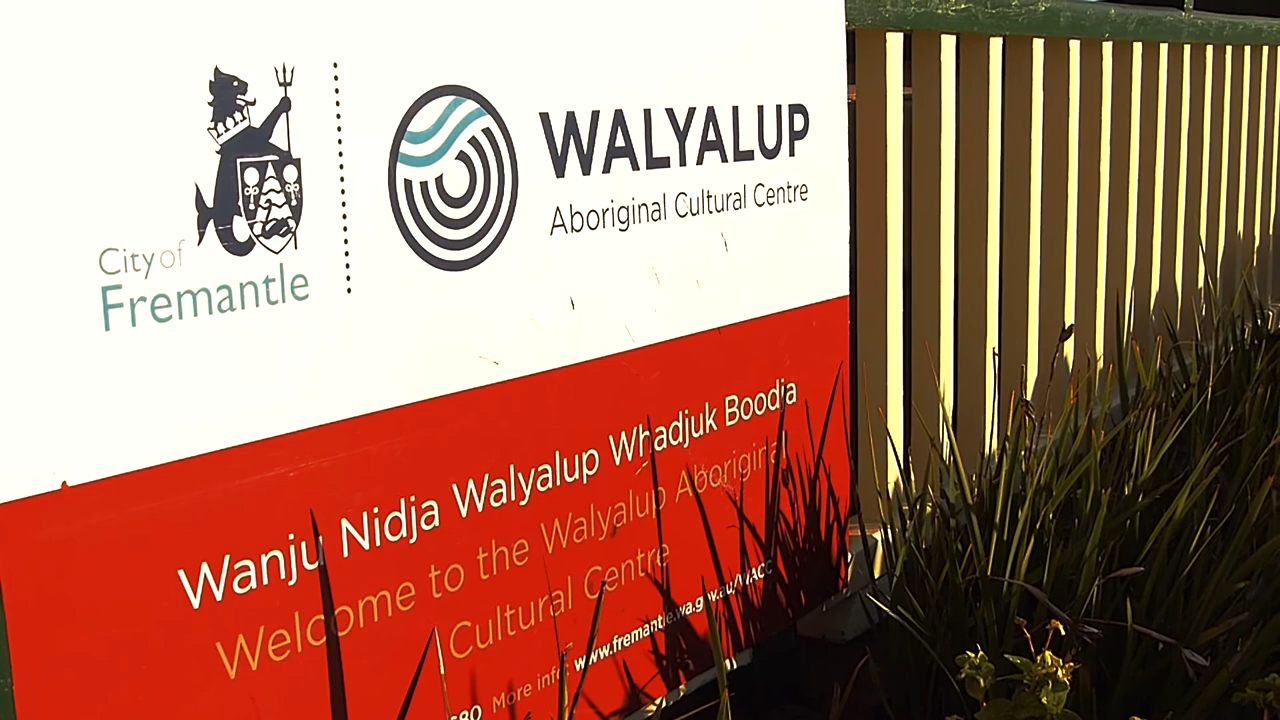 City of
Fremantle
WALYALUP
Aboriginal Cultural Centre
Wanju Nidja Walyalup Whadjuk Boodja
Welcome to the Walyalup Aboriginal
Cultural Centre
More info: www.fremantle.wa.gov.au/WACC